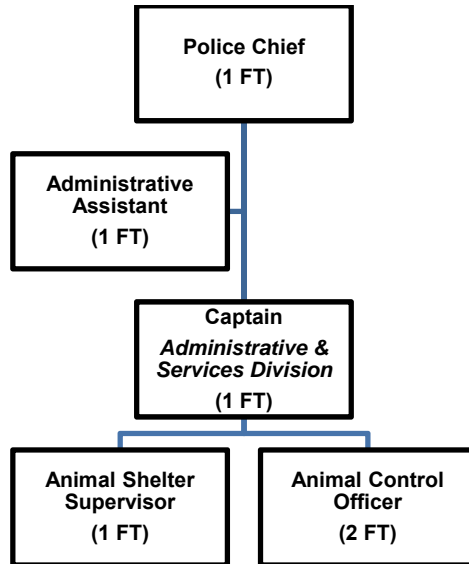 Police Chief
(1 FT)
Administrative
Assistant
(1 FT)
Captain
Administrative &
Services Division
(1 FT)
Animal Shelter
Supervisor
(1 FT)
Animal Control
Officer
(2 FT)